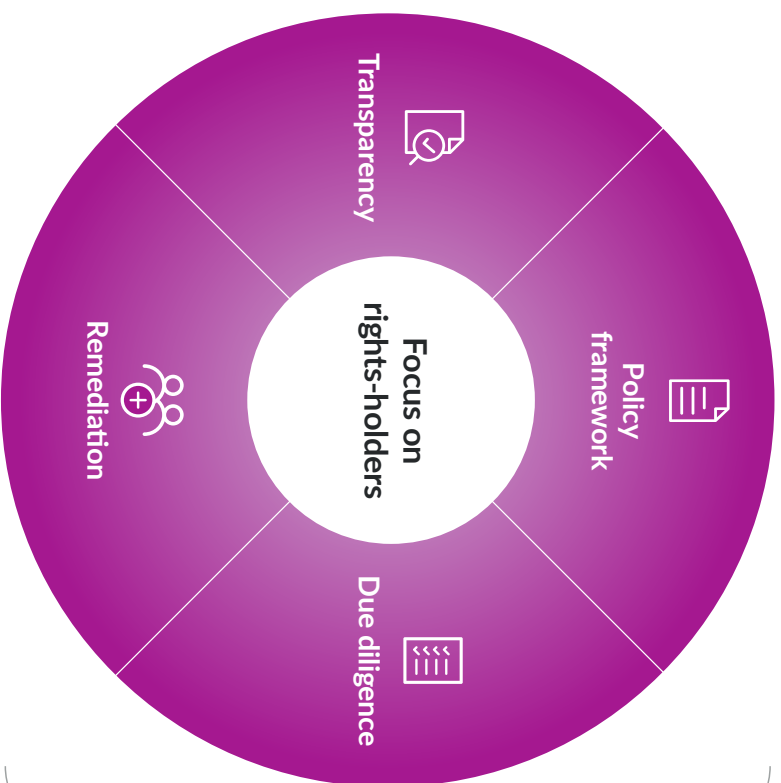 Policy
framework
Transparency
Focus on
rights-holders
Due diligence
Remediation